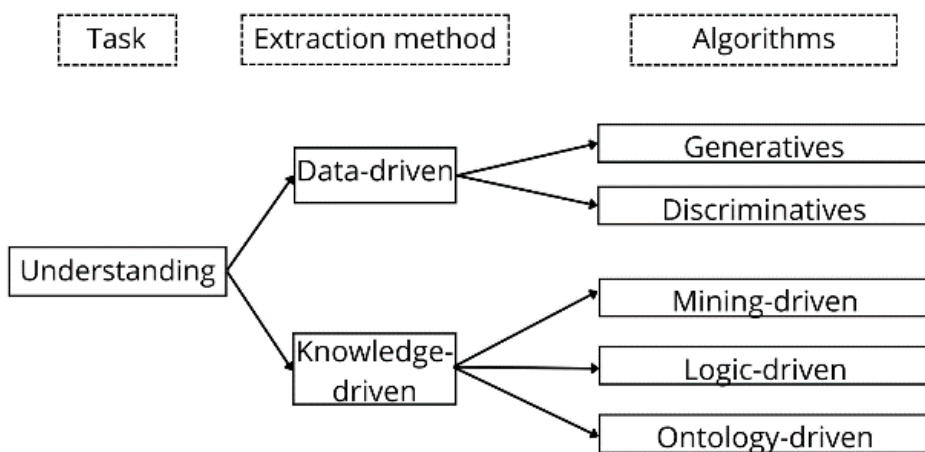 Task
Extraction method
Algorithms
Generatives
Data-driven
Discriminatives
Understanding
Mining-driven
Knowledge-
driven
Logic-driven
Ontology-driven